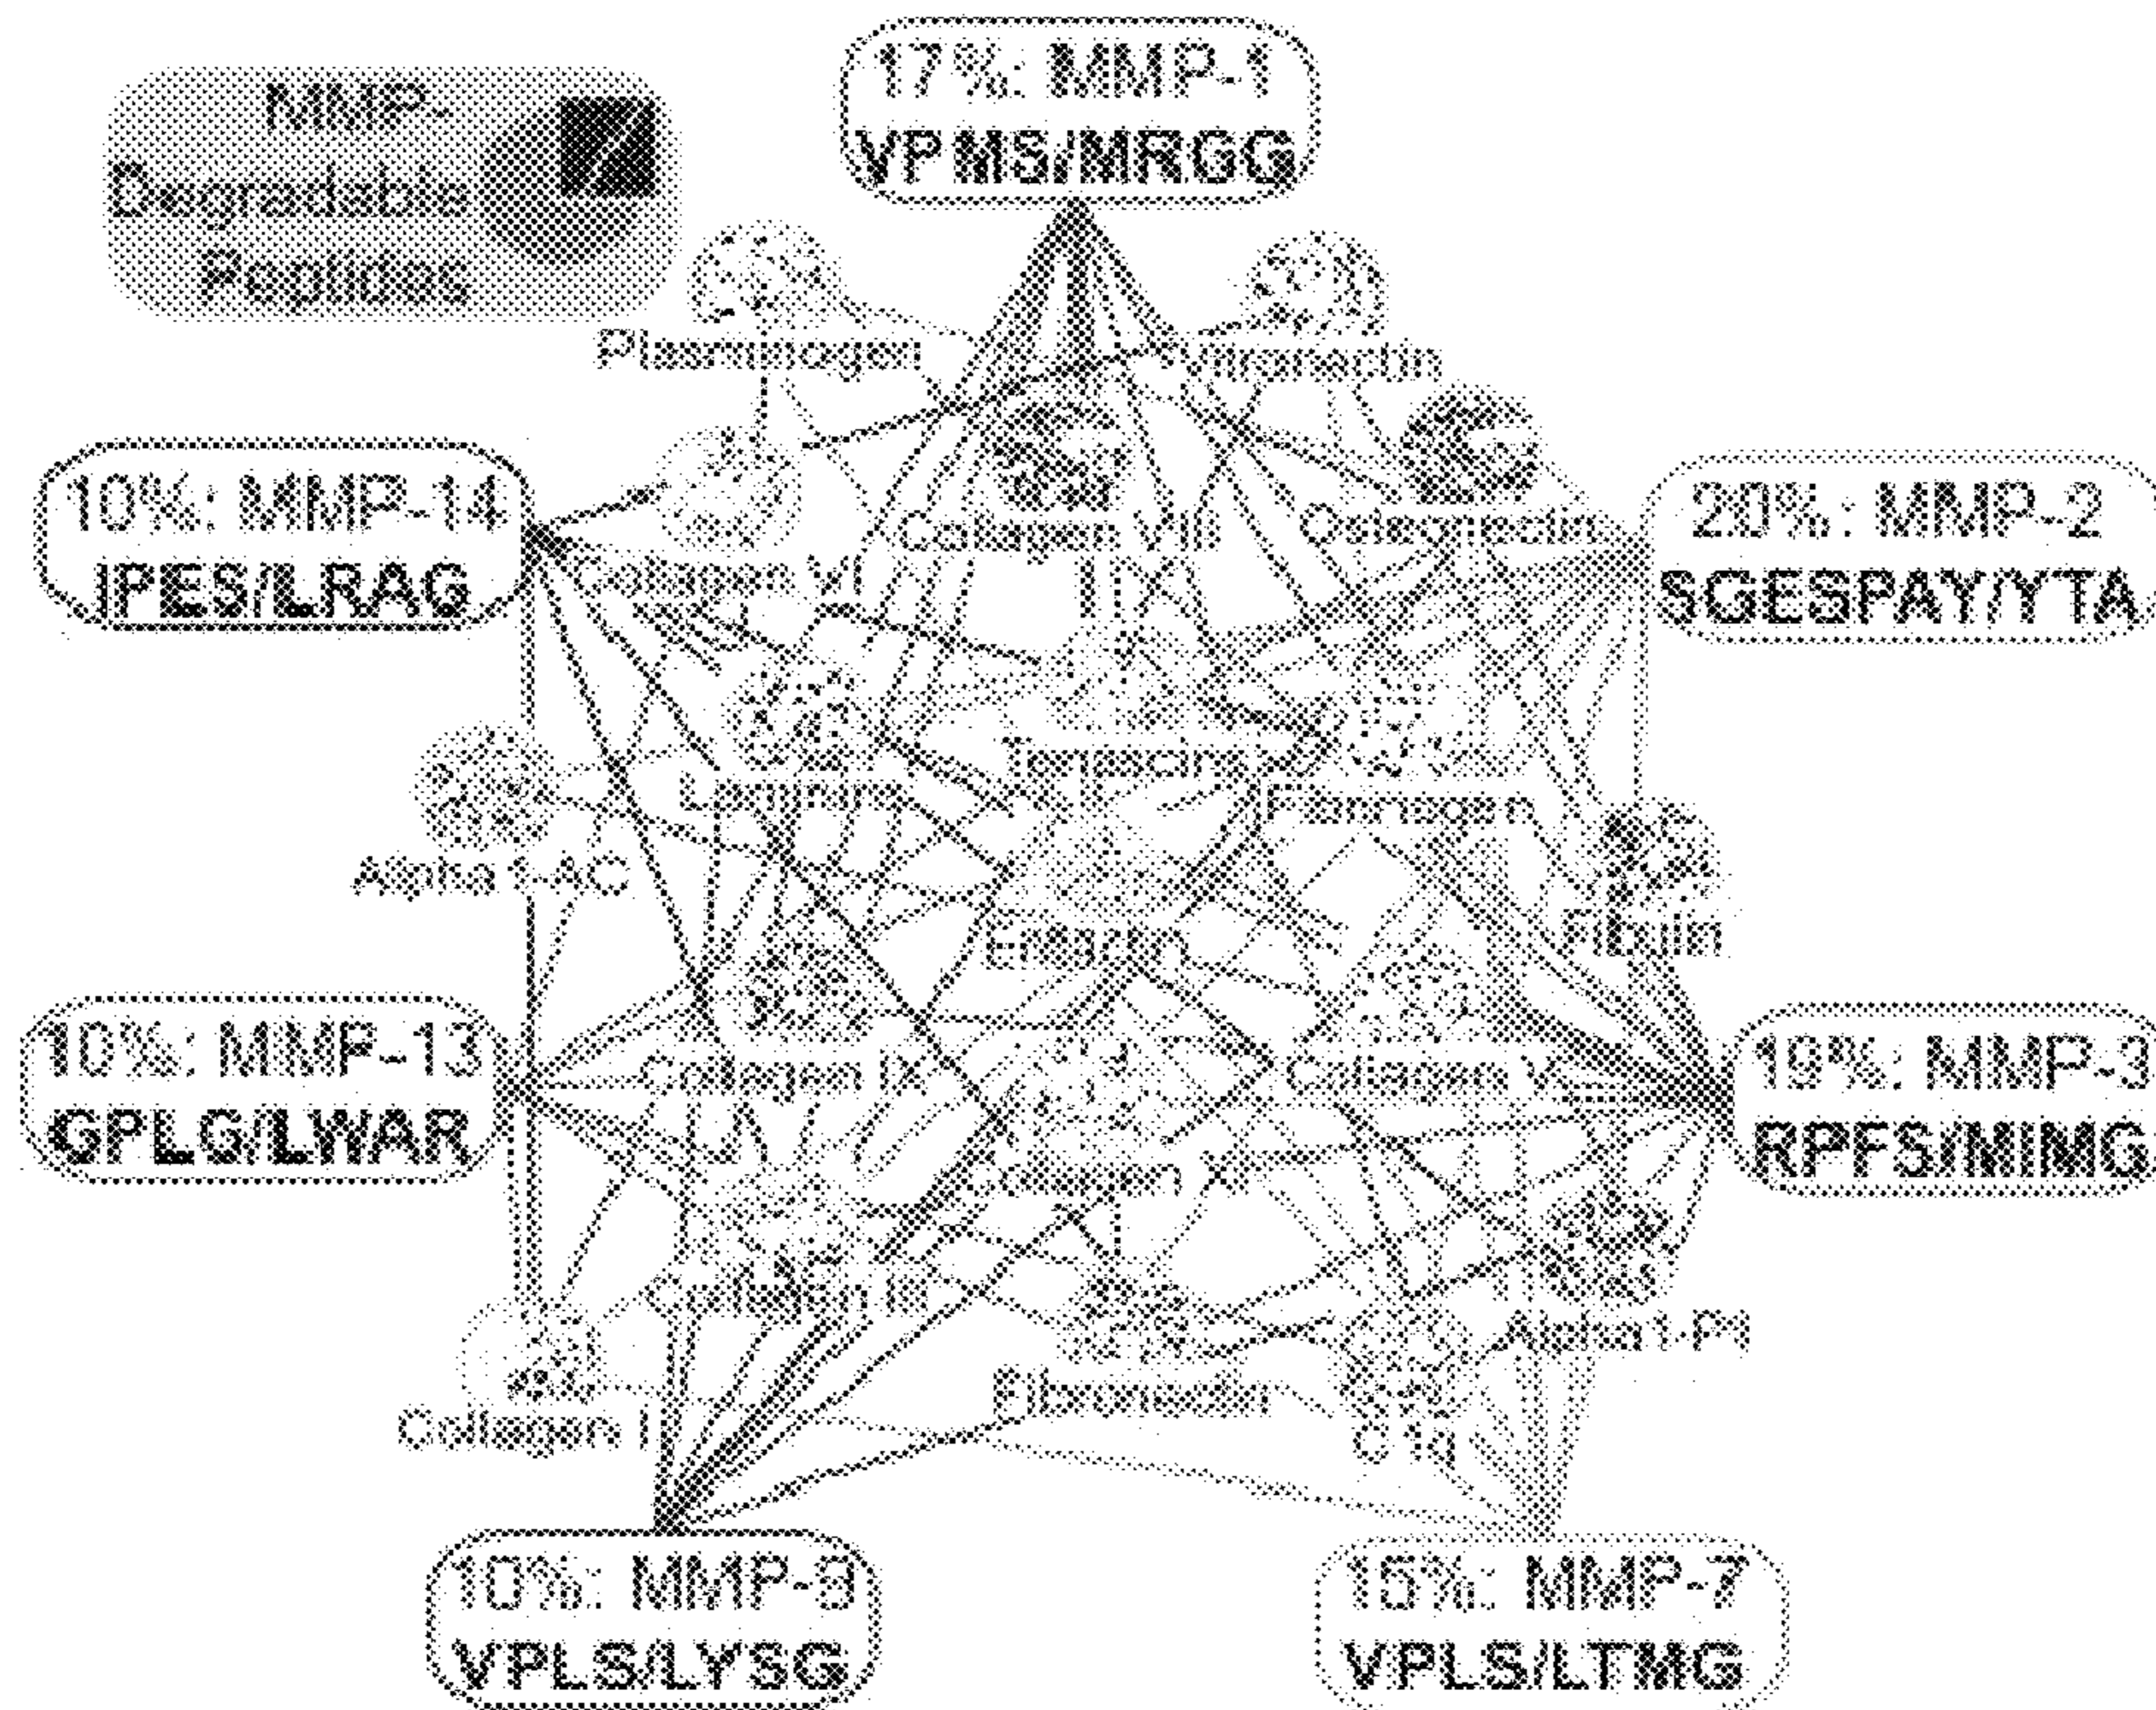 MMP-
Degradable
Peptides
17%: MMP-1
VPMS/MRGG
Plasminogen
Vitronectin
10%: MMP-14
IPES/LRAG
Collagen VI
Collagen VIII
Osteonectin
20%: MMP-2
SGESPAY/YTA
Laminin
Tenascin
Fibrinogen
Alpha 1-AC
Entactin
Fibulin
10%: MMP-13
GPLG/LWAR
Collagen IX
Collagen V
19%: MMP-3
RPFS/MIMG
Collagen
Collagen III
Collagen I
Fibronectin
Alpha 1-PI
C 1q
10%: MMP-9
VPLS/LYSG
15%: MMP-7
VPLS/LTMG